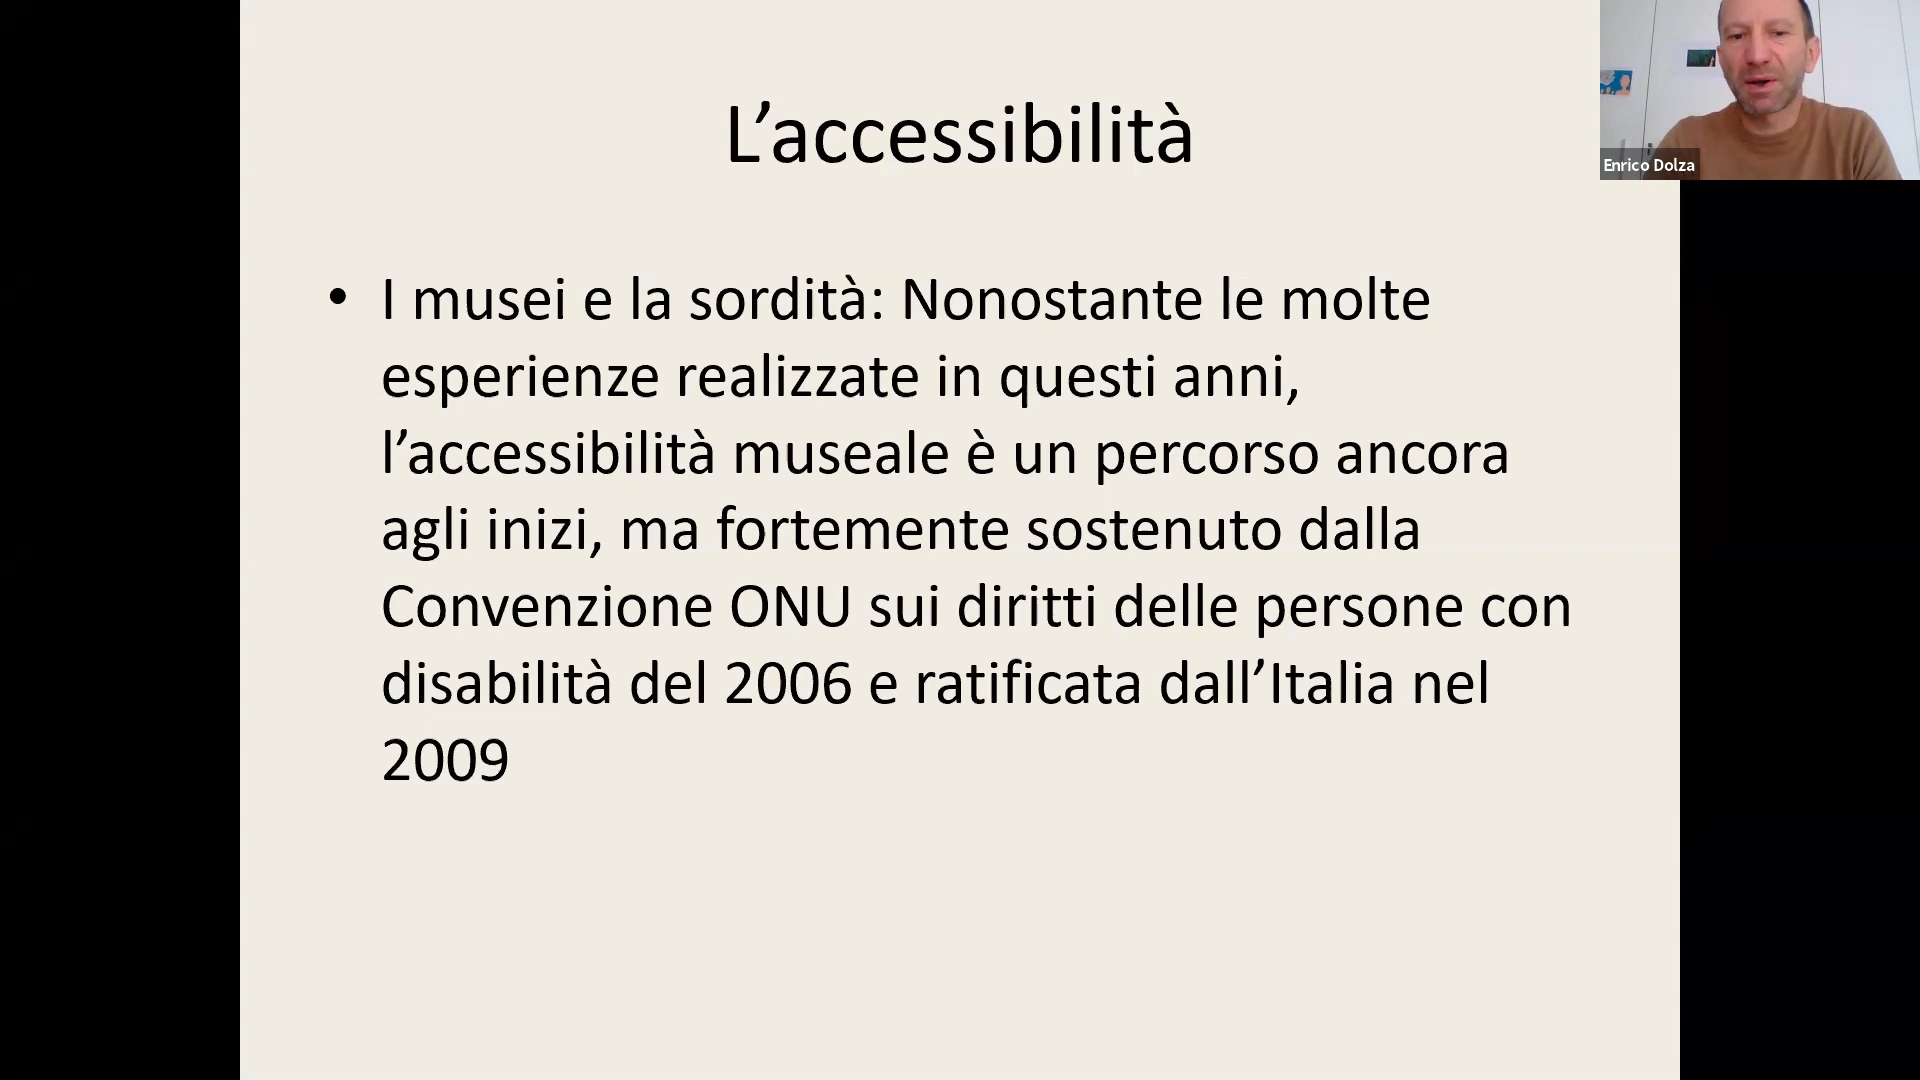 L’accessibilità
Enrico Dolza
• I musei e la sordità: Nonostante le molte
esperienze realizzate in questi anni,
l’accessibilità museale è un percorso ancora
agli inizi, ma fortemente sostenuto dalla
Convenzione ONU sui diritti delle persone con
disabilità del 2006 e ratificata dall’Italia nel
2009